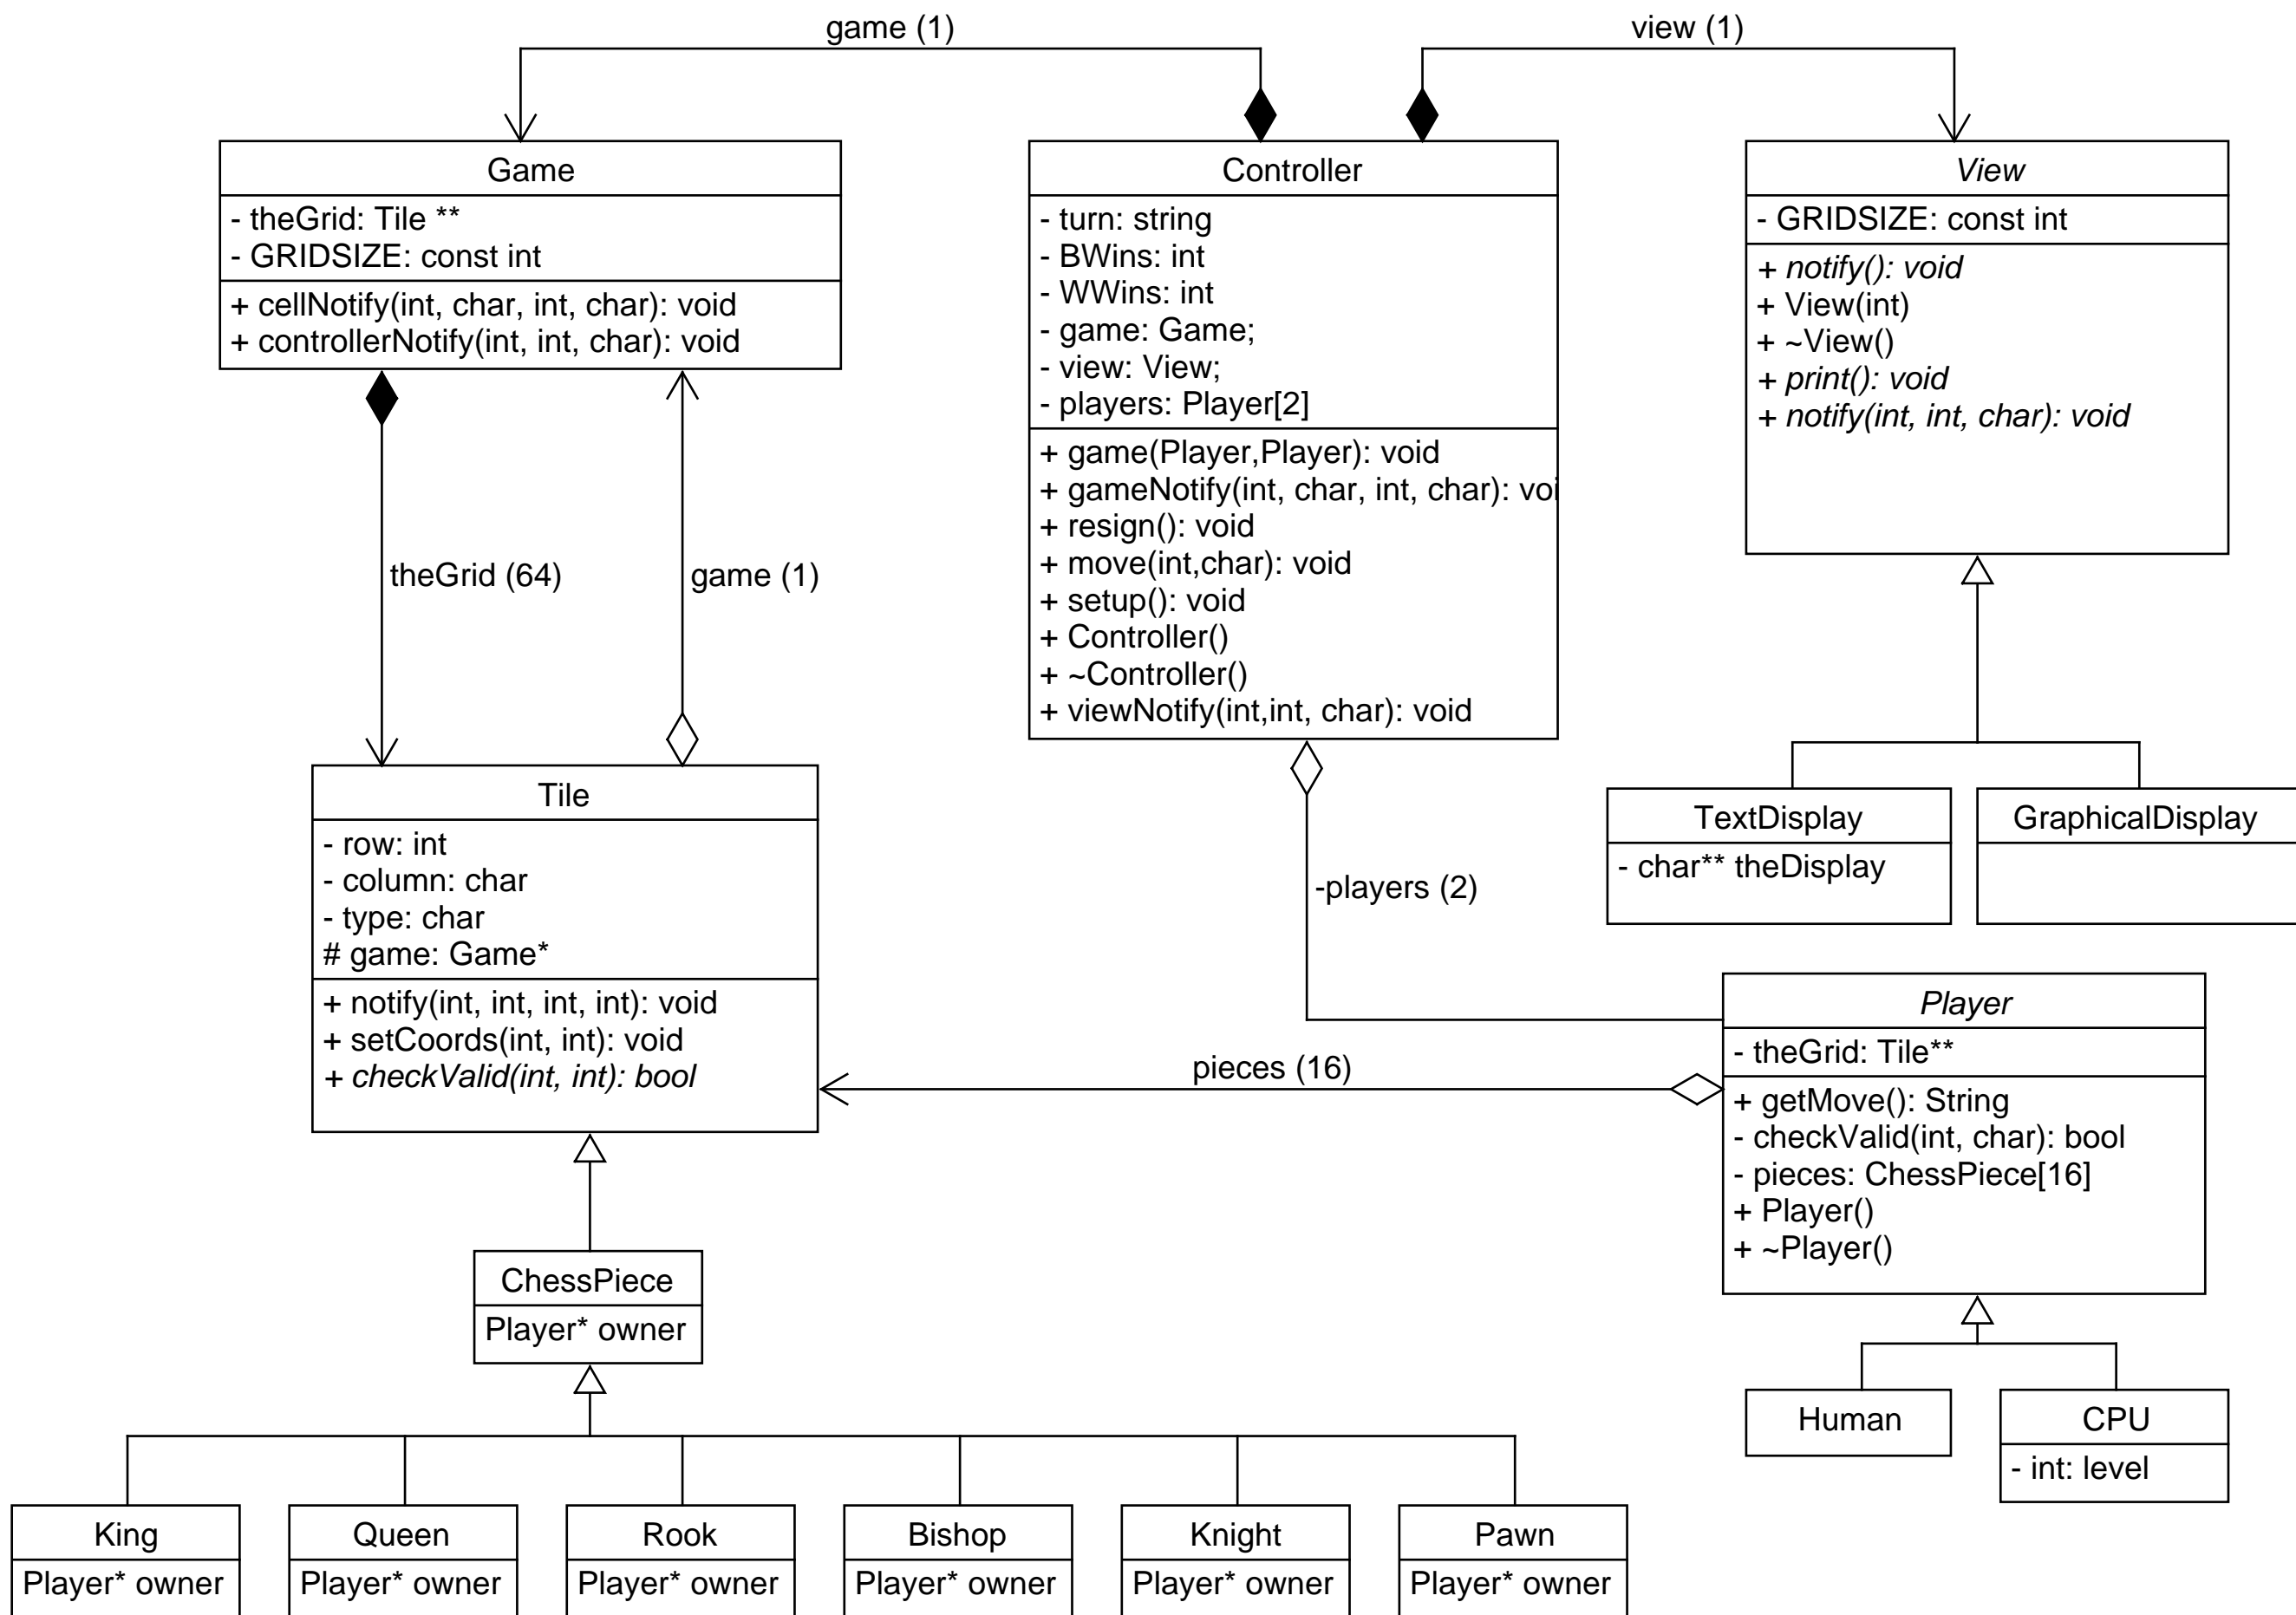 game (1)
view (1)
Game
- theGrid: Tile **
- GRIDSIZE: const int
+ cellNotify(int, char, int, char): void
+ controllerNotify(int, int, char): void
Controller
- turn: string
- BWins: int
- WWins: int
- game: Game;
- view: View;
- players: Player[2]
+ game(Player,Player): void
+ gameNotify(int, char, int, char): voi
+ resign(): void
+ move(int,char): void
+ setup(): void
+ Controller()
+ ~Controller()
+ viewNotify(int,int, char): void
View
- GRIDSIZE: const int
+ notify(): void
+ View(int)
+ ~View()
+ print(): void
+ notify(int, int, char): void
theGrid (64)
game (1)
Tile
- row: int
- column: char
- type: char
# game: Game*
+ notify(int, int, int, int): void
+ setCoords(int, int): void
+ checkValid(int, int): bool
-players (2)
TextDisplay
- char** theDisplay
GraphicalDisplay
pieces (16)
Player
- theGrid: Tile**
+ getMove(): String
- checkValid(int, char): bool
- pieces: ChessPiece[16]
+ Player()
+ ~Player()
ChessPiece
Player* owner
Human
CPU
- int: level
King
Player* owner
Queen
Player* owner
Rook
Player* owner
Bishop
Player* owner
Knight
Player* owner
Pawn
Player* owner